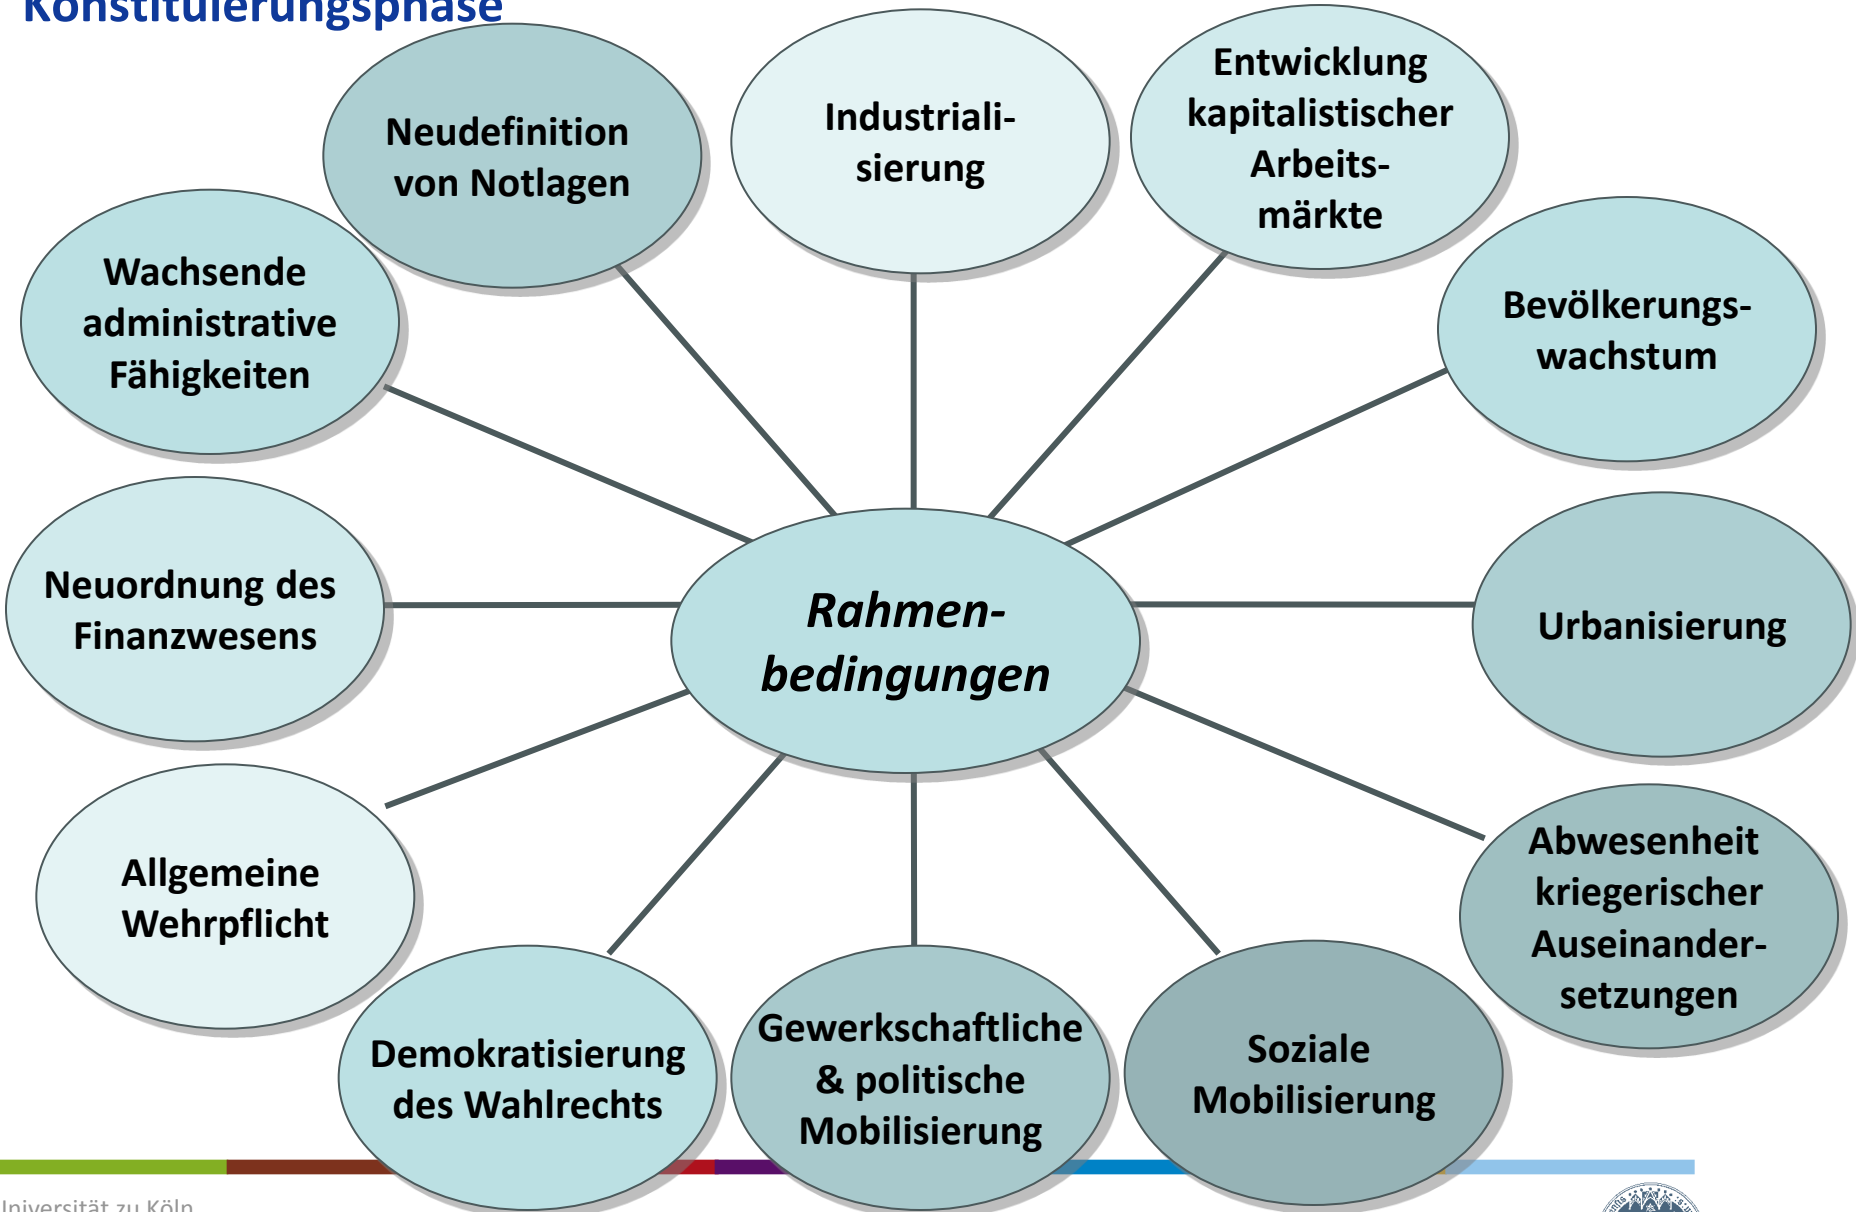 Konstituierungsphase
Neudefinition
von Notlagen
Industriali-
sierung
Entwicklung
kapitalistischer
Arbeits-
märkte
Bevölkerungs-
wachstum
Urbanisierung
Abwesenheit
kriegerischer
Auseinander-
setzungen
Soziale
Mobilisierung
Gewerkschaftliche
& politische
Mobilisierung
Demokratisierung
des Wahlrechts
Allgemeine
Wehrpflicht
Neuordnung des
Finanzwesens
Wachsende
administrative
Fähigkeiten
Rahmen-
bedingungen
Universität zu Köln